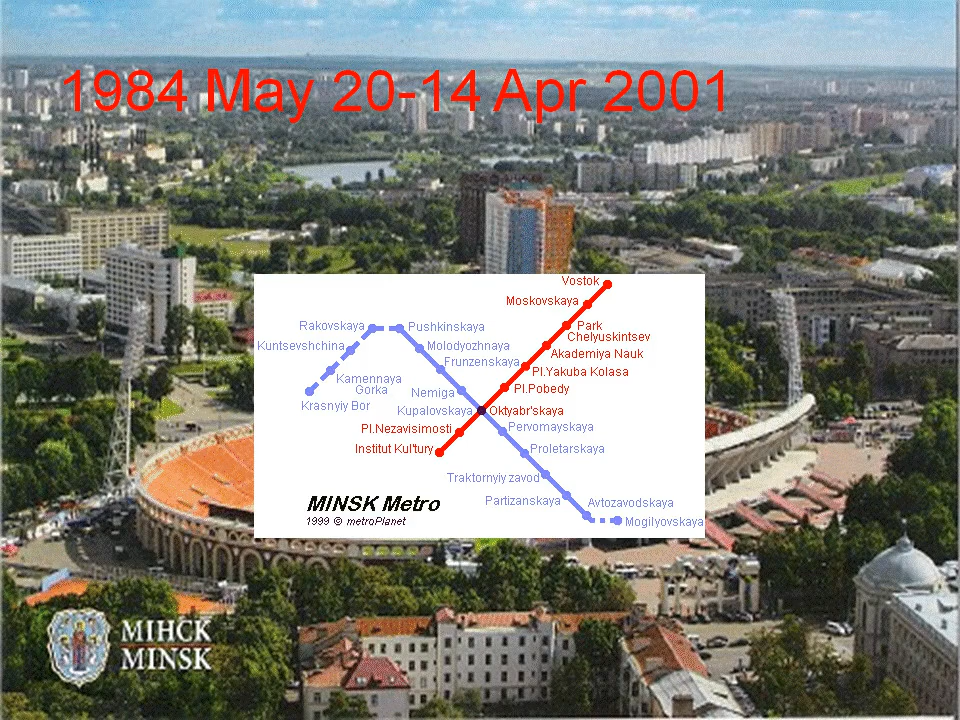 1984 May 20-14 Apr 2001
Vostok
Moskovskaya
Rakovskaya
Pushkinskaya
Park
Chelyuskintsev
Kuntsevshchina
Molodyozhnaya
Akademiya Nauk
Frunzenskaya
Pl.Yakuba Kolasa
Kamennaya
Gorka
Nemiga
Pl.Pobedy
Krasnyiy Bor
Kupalovskaya
Oktyabr'skaya
Pl.Nezavisimosti
Pervomayskaya
Institut Kul'tury
Proletarskaya
Traktornyiy zavod
Partizanskaya
Avtozavodskaya
MINSK Metro
1999 © metroPlanet
Mogilyovskaya
МІНСК
MINSK